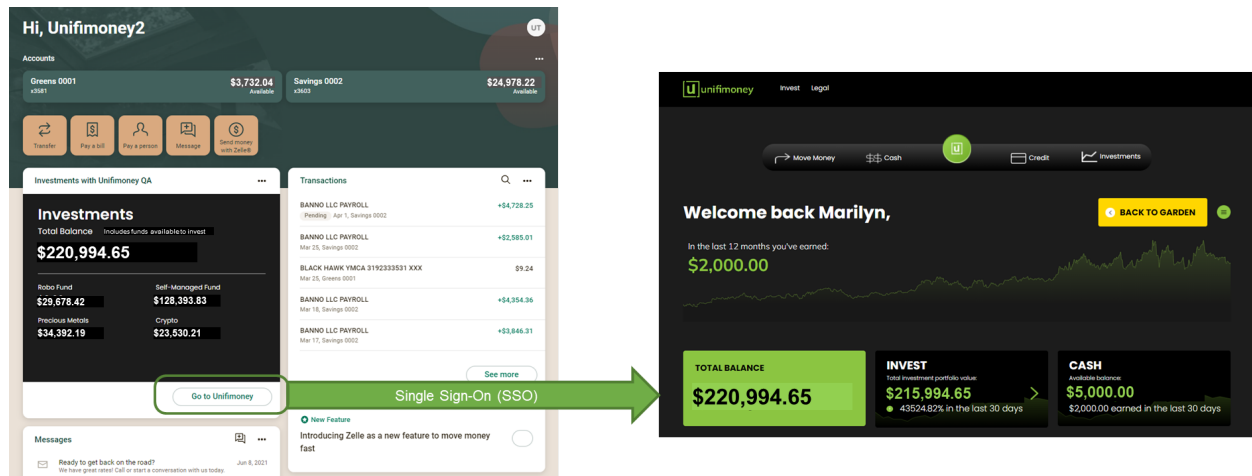 Hi, Unifimoney2
UT
Accounts
Greens 0001
x3581
$3,732.04
Available
Savings 0002
x3603
$24,978.22
Available
Transfer
Pay a bill
Pay a person
Message
Send money
with Zelle®
Investments with Unifimoney QA
Investments
Total Balance Includes funds available to invest
$220,994.65
Robo Fund
$29,678.42
Self-Managed Fund
$128,393.83
Precious Metals
$34,392.19
Crypto
$23,530.21
Go to Unifimoney
Transactions
BANNO LLC PAYROLL
+$4,728.25
Pending Apr 1, Savings 0002
BANNO LLC PAYROLL
+$2,585.01
Mar 25, Savings 0002
BLACK HAWK YMCA 3192333531 XXX
$9.24
Mar 25, Greens 0001
BANNO LLC PAYROLL
+$4,354.36
Mar 18, Savings 0002
BANNO LLC PAYROLL
+$3,846.31
Mar 17, Savings 0002
See more
Single Sign-On (SSO)
New Feature
Introducing Zelle as a new feature to move money
fast
Messages
Ready to get back on the road?
Jun 8, 2021
We have great rates! Call or start a conversation with us today.
unifimoney
Invest
Legal
Move Money
Cash
Credit
Investments
Welcome back Marilyn,
BACK TO GARDEN
In the last 12 months you've earned:
$2,000.00
TOTAL BALANCE
$220,994.65
INVEST
Total investment portfolio value:
$215,994.65
43524.82% in the last 30 days
CASH
Available balance:
$5,000.00
$2,000.00 earned in the last 30 days